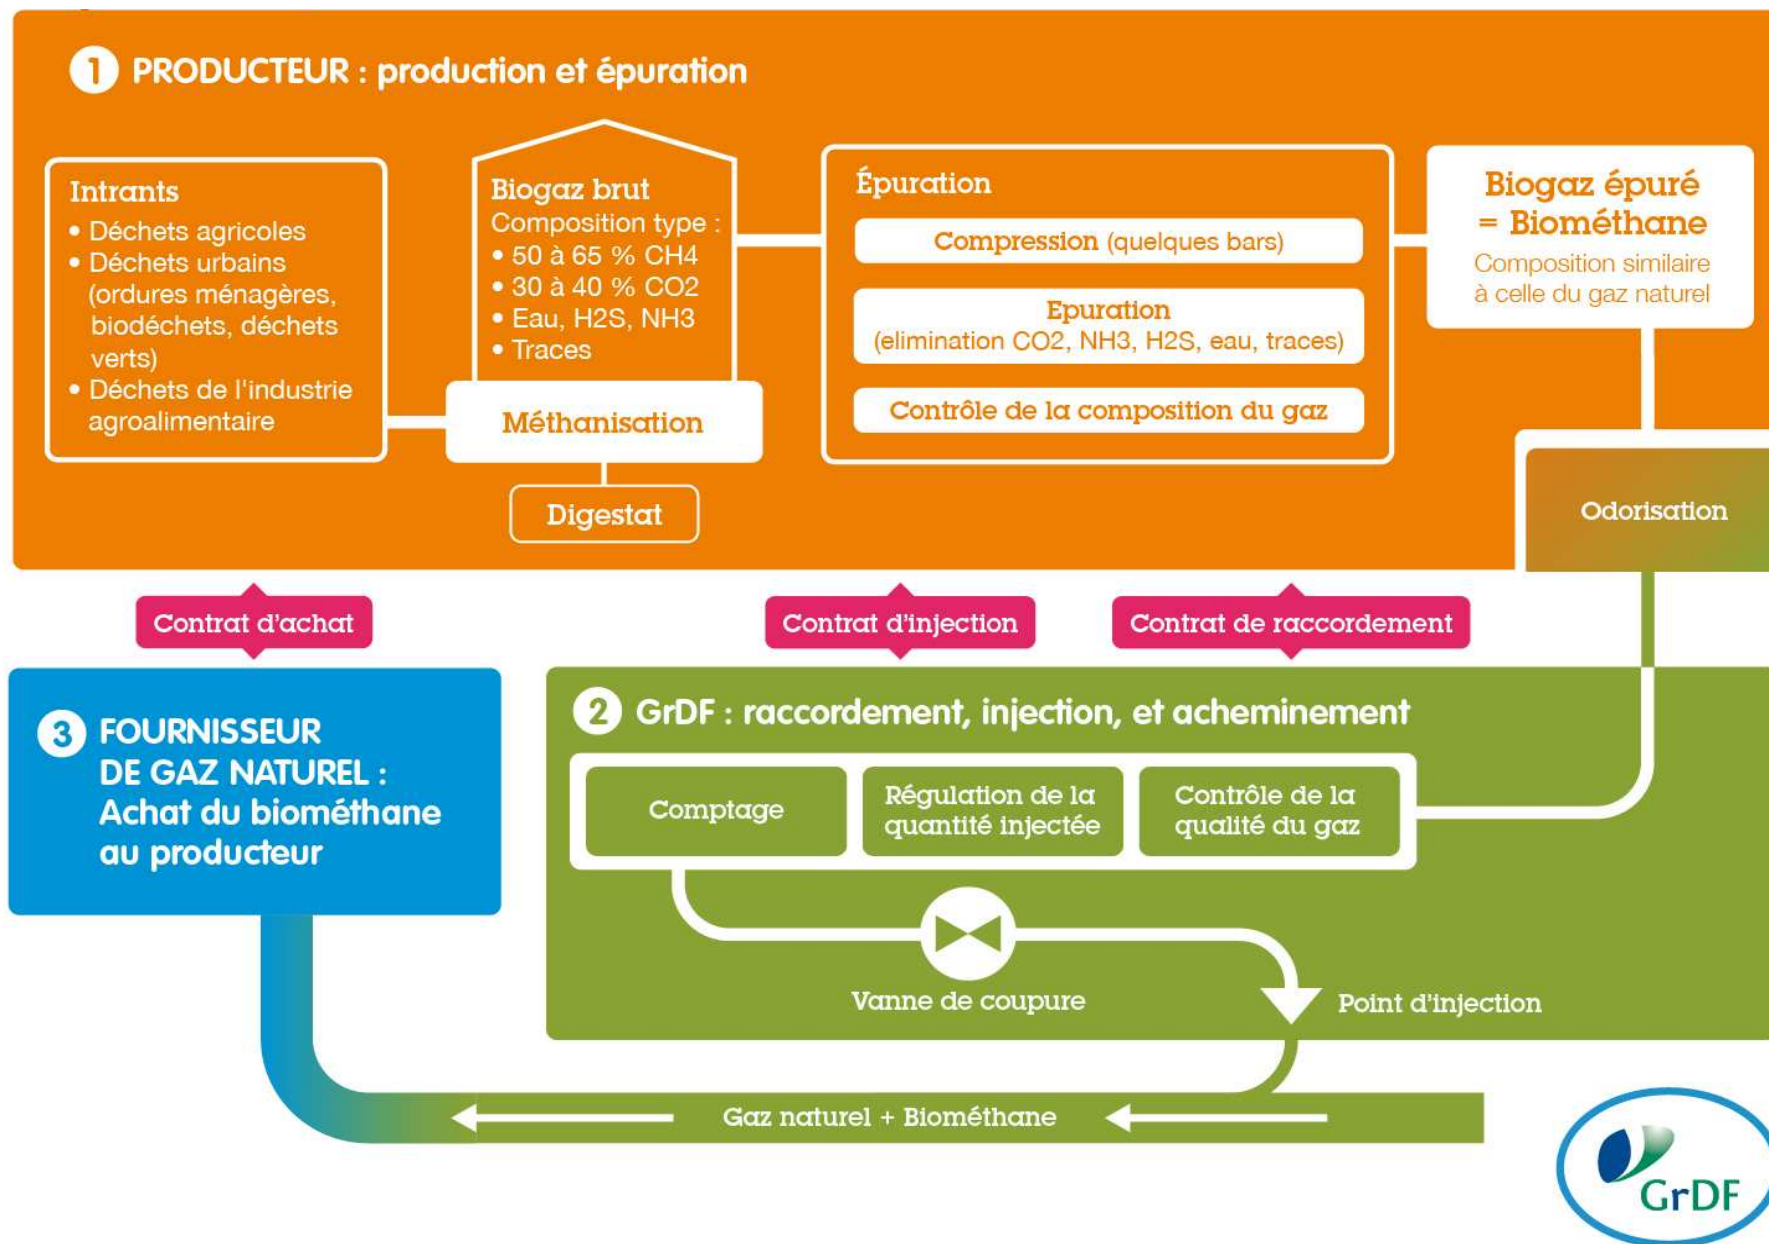 1 PRODUCTEUR : production et épuration
Intrants
• Déchets agricoles
• Déchets urbains
(ordures ménagères,
biodéchets, déchets
verts)
• Déchets de l'industrie
agroalimentaire
Biogaz brut
Composition type :
• 50 à 65 % CH4
• 30 à 40 % CO2
• Eau, H2S, NH3
• Traces
Méthanisation
Digestat
Épuration
Compression (quelques bars)
Epuration
(elimination CO2, NH3, H2S, eau, traces)
Contrôle de la composition du gaz
Biogaz épuré
= Biométhane
Composition similaire
à celle du gaz naturel
Odorisation
Contrat d'achat
Contrat d'injection
Contrat de raccordement
2 GrDF : raccordement, injection, et acheminement
Comptage
Régulation de la
quantité injectée
Contrôle de la
qualité du gaz
Vanne de coupure
Point d'injection
3 FOURNISSEUR
DE GAZ NATUREL :
Achat du biométhane
au producteur
Gaz naturel + Biométhane
GrDF